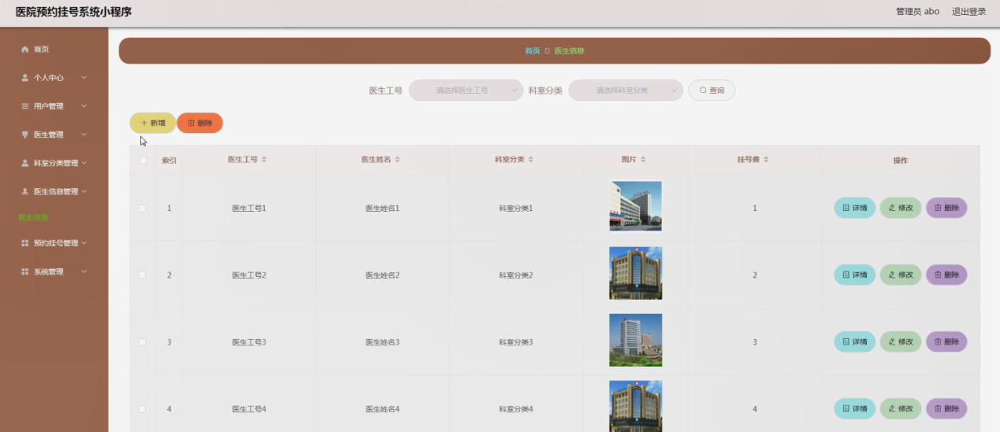 医院预约挂号系统小程序
管理员 abo 退出登录
首页
个人中心
用户管理
医生管理
科室分类管理
医生信息管理
医生信息
预约挂号管理
系统管理
首页 医生信息
医生工号 请选择医生工号 科室分类 请选择科室分类 查询
新增 删除
索引 医生工号 医生姓名 科室分类 图片 挂号费 操作
1 医生工号1 医生姓名1 科室分类1 1 详情 修改 删除
2 医生工号2 医生姓名2 科室分类2 2 详情 修改 删除
3 医生工号3 医生姓名3 科室分类3 3 详情 修改 删除
4 医生工号4 医生姓名4 科室分类4 4 详情 修改 删除